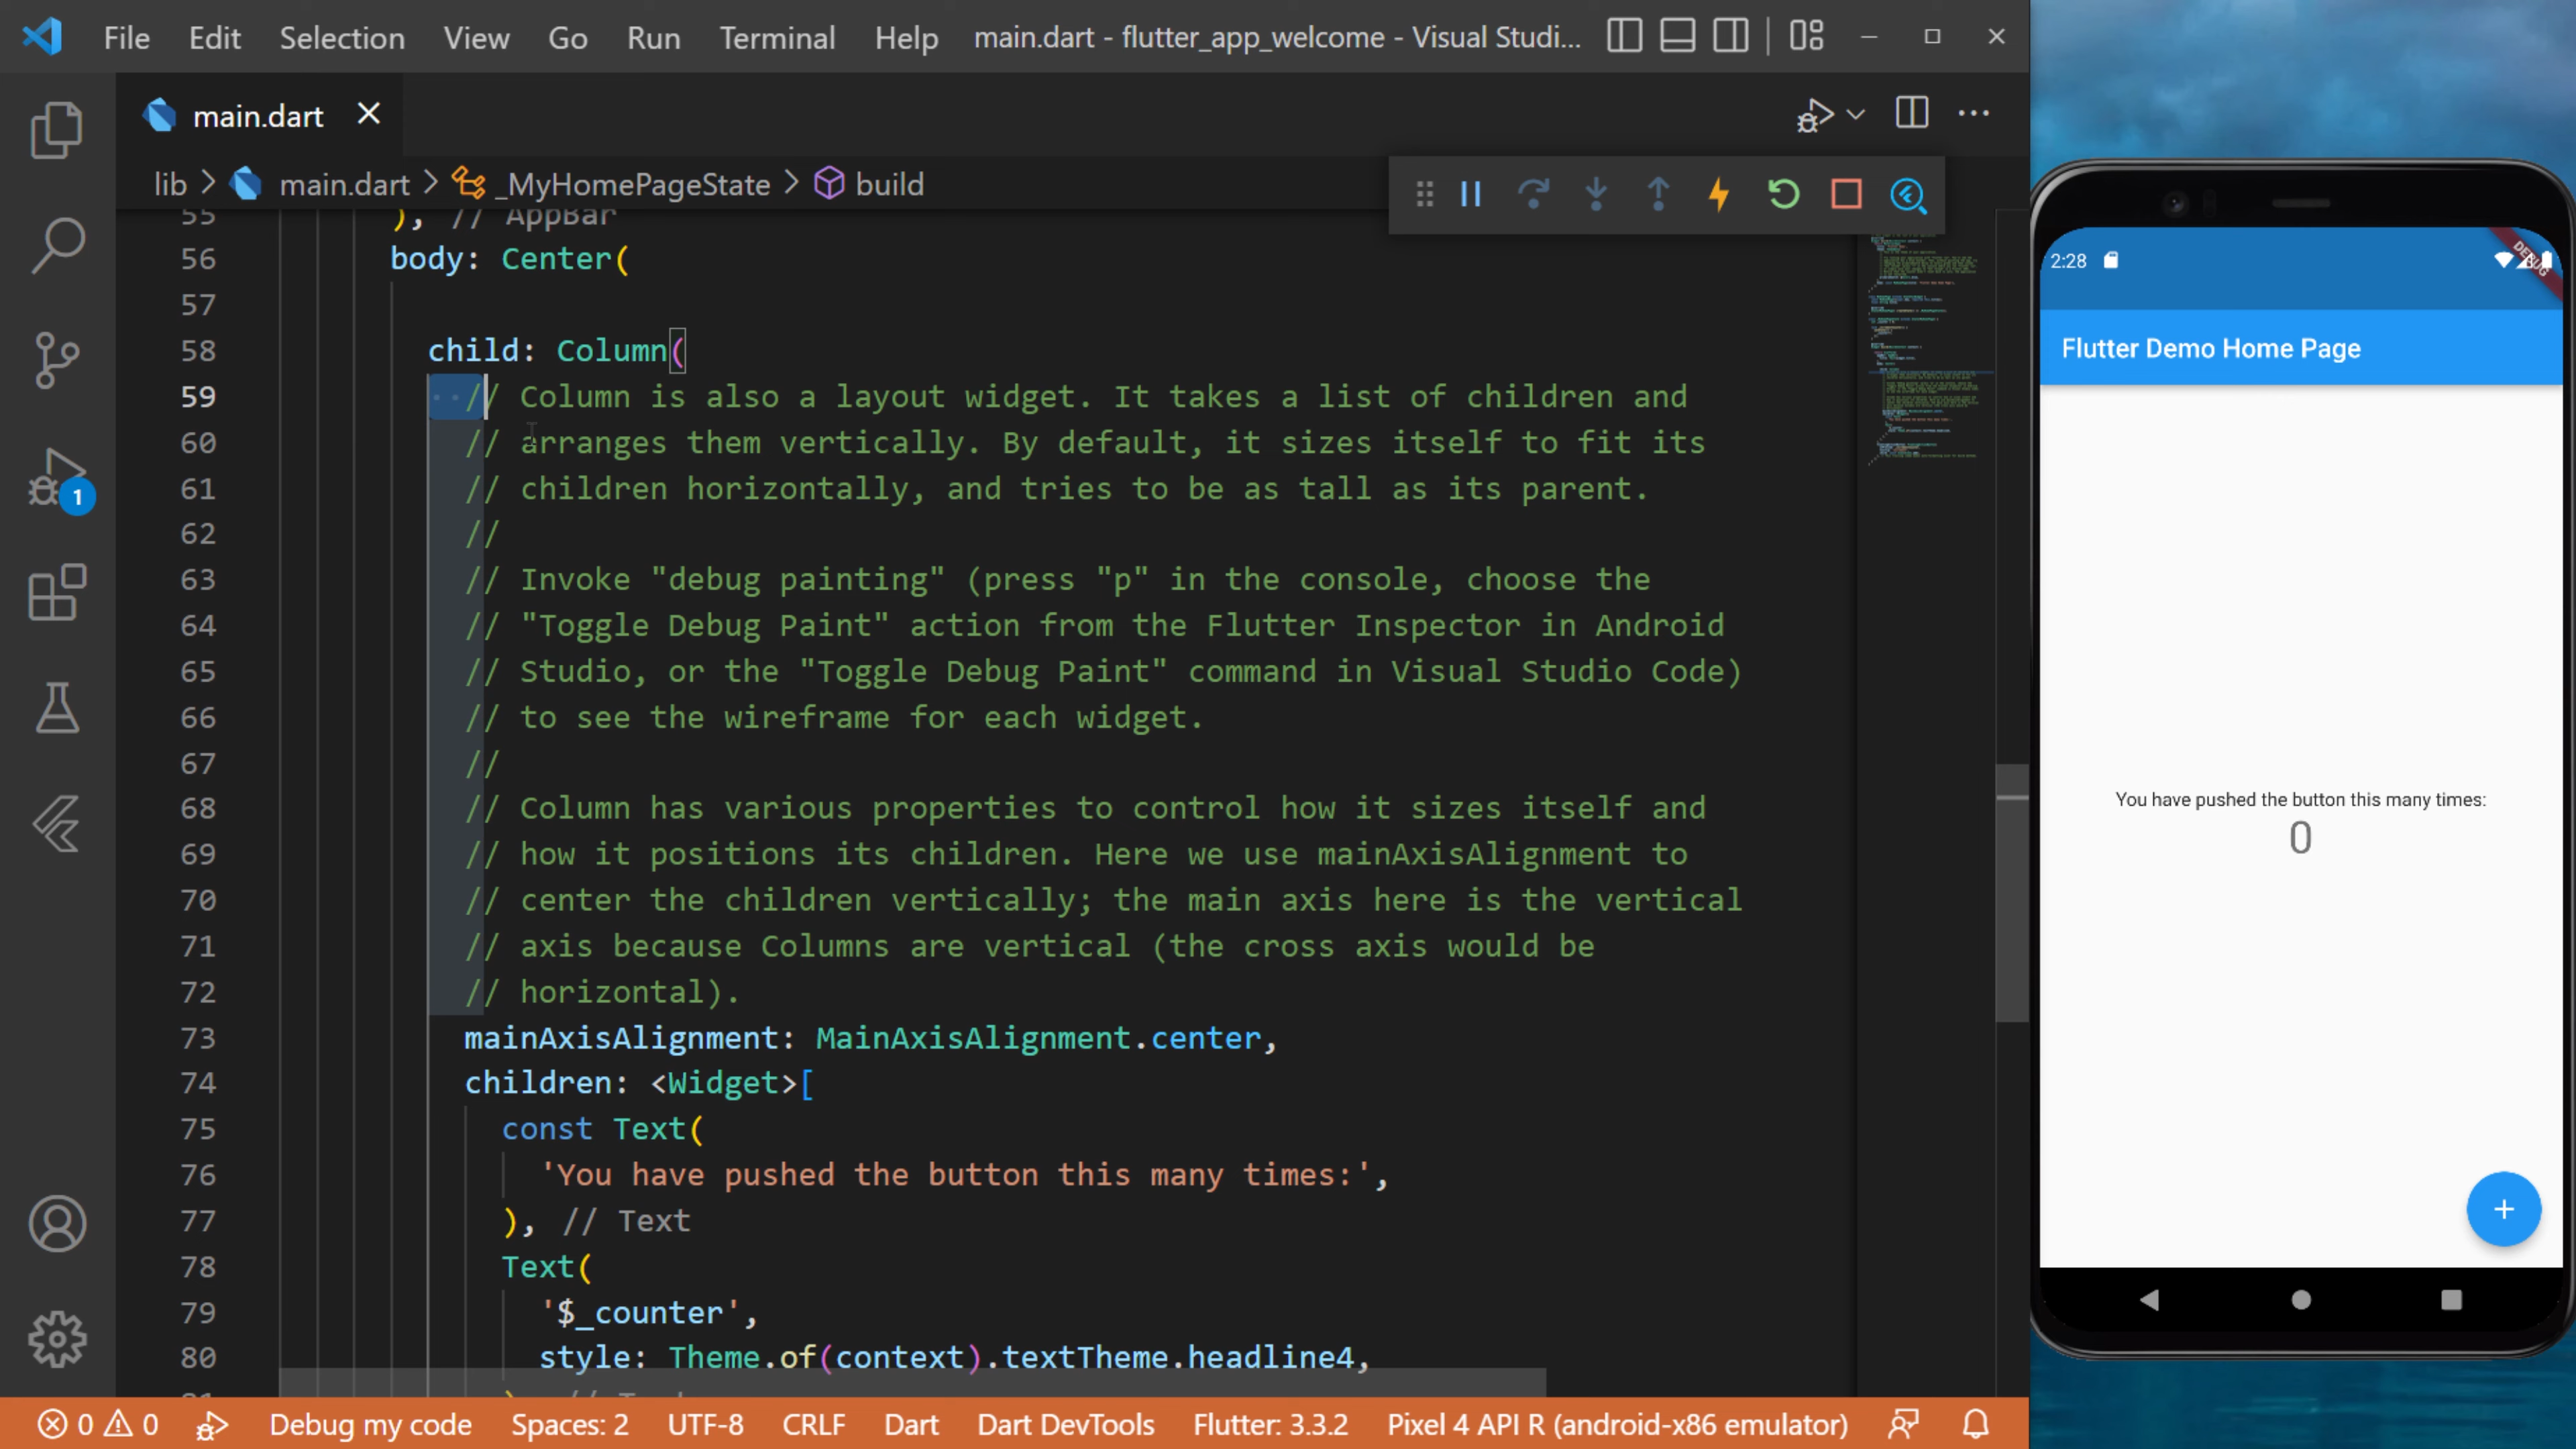 File Edit Selection View Go Run Terminal Help main.dart - flutter_app_welcome - Visual Studi...
main.dart
lib > main.dart > _MyHomePageState > build
55 ), // AppBar
56 body: Center(
57
58 child: Column(
59 // Column is also a layout widget. It takes a list of children and
60 // arranges them vertically. By default, it sizes itself to fit its
61 // children horizontally, and tries to be as tall as its parent.
62 //
63 // Invoke "debug painting" (press "p" in the console, choose the
64 // "Toggle Debug Paint" action from the Flutter Inspector in Android
65 // Studio, or the "Toggle Debug Paint" command in Visual Studio Code)
66 // to see the wireframe for each widget.
67 //
68 // Column has various properties to control how it sizes itself and
69 // how it positions its children. Here we use mainAxisAlignment to
70 // center the children vertically; the main axis here is the vertical
71 // axis because Columns are vertical (the cross axis would be
72 // horizontal).
73 mainAxisAlignment: MainAxisAlignment.center,
74 children: <Widget>[
75 const Text(
76 'You have pushed the button this many times:',
77 ), // Text
78 Text(
79 '$_counter',
80 style: Theme.of(context).textTheme.headline4,
1
0 0 Debug my code Spaces: 2 UTF-8 CRLF Dart Dart DevTools Flutter: 3.3.2 Pixel 4 API R (android-x86 emulator)
2:28
DEBUG
Flutter Demo Home Page
You have pushed the button this many times:
0
+